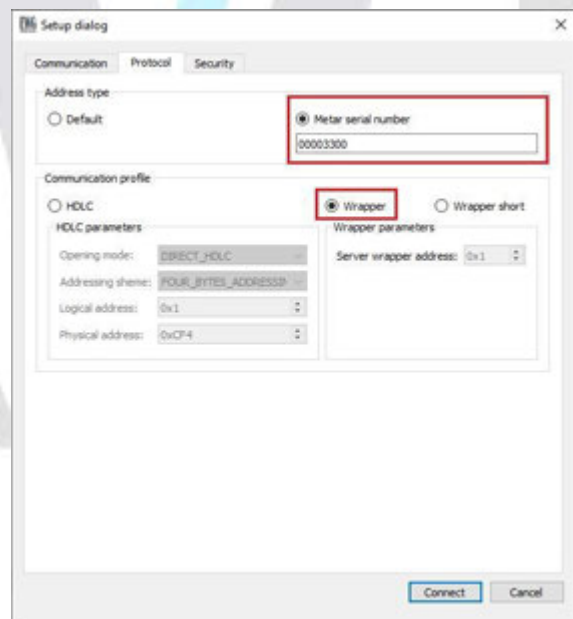 Setup dialog
Communication Protocol Security
Address type
Default Metar serial number
00003300
Communication profile
HDLC Wrapper Wrapper short
HDLC parameters Wrapper parameters
Opening mode: DIRECT_HDLC Server wrapper address: 0x1
Addressing sheme: FOUR_BYTES_ADDRESSIN
Logical address: 0x1
Physical address: 0xCF4
Connect Cancel